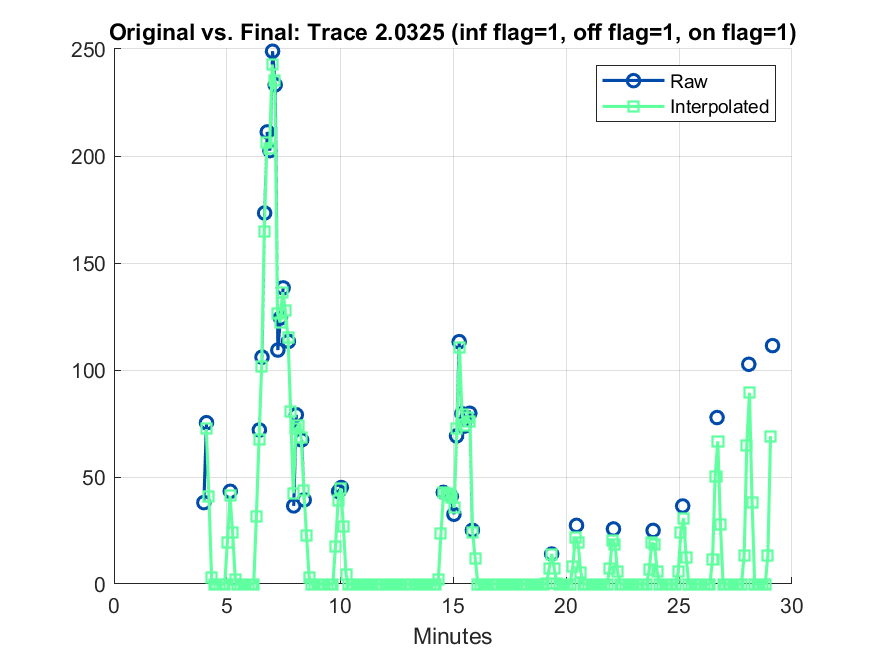 Original vs. Final: Trace 2.0325 (inf flag=1, off flag=1, on flag=1)
250
200
150
100
50
0
Raw
Interpolated
0 5 10 15 20 25 30
Minutes